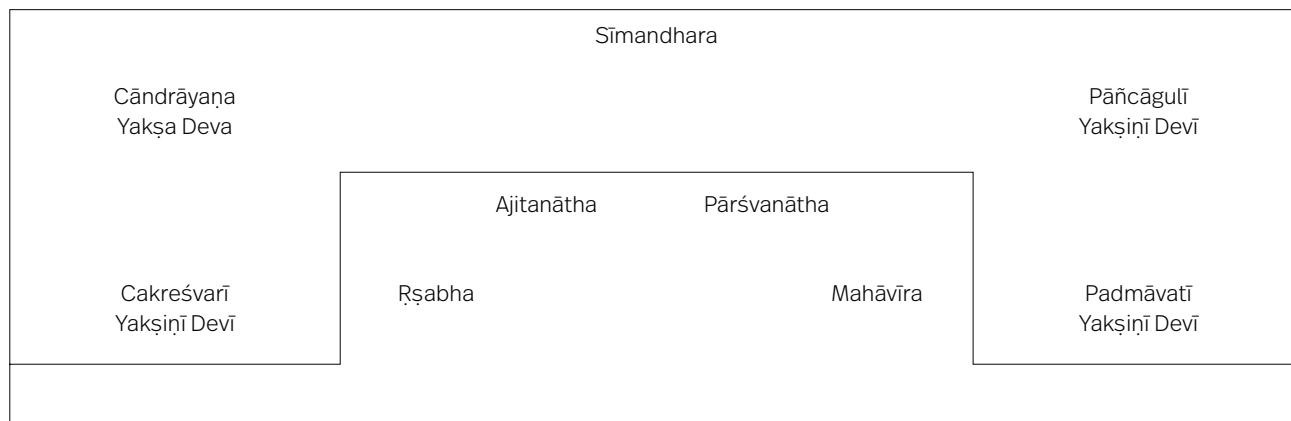 Sīmandhara
Cāndrāyaṇa
Yakṣa Deva
Pāñcāgulī
Yakṣiṇī Devī
Ajitanātha
Pārśvanātha
Cakreśvarī
Yakṣiṇī Devī
Ṛṣabha
Mahāvīra
Padmāvatī
Yakṣiṇī Devī